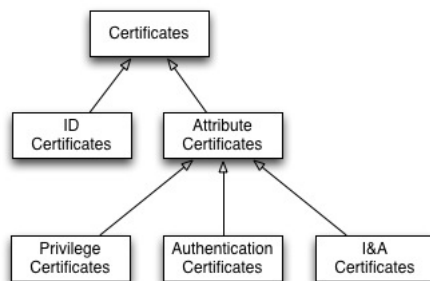 Certificates
ID
Certificates
Attribute
Certificates
Privilege
Certificates
Authentication
Certificates
I&A
Certificates